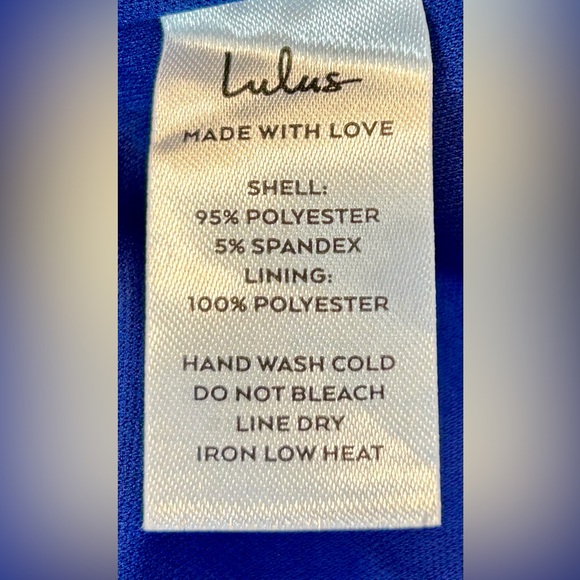 Lulus
MADE WITH LOVE
SHELL:
95% POLYESTER
5% SPANDEX
LINING:
100% POLYESTER
HAND WASH COLD
DO NOT BLEACH
LINE DRY
IRON LOW HEAT